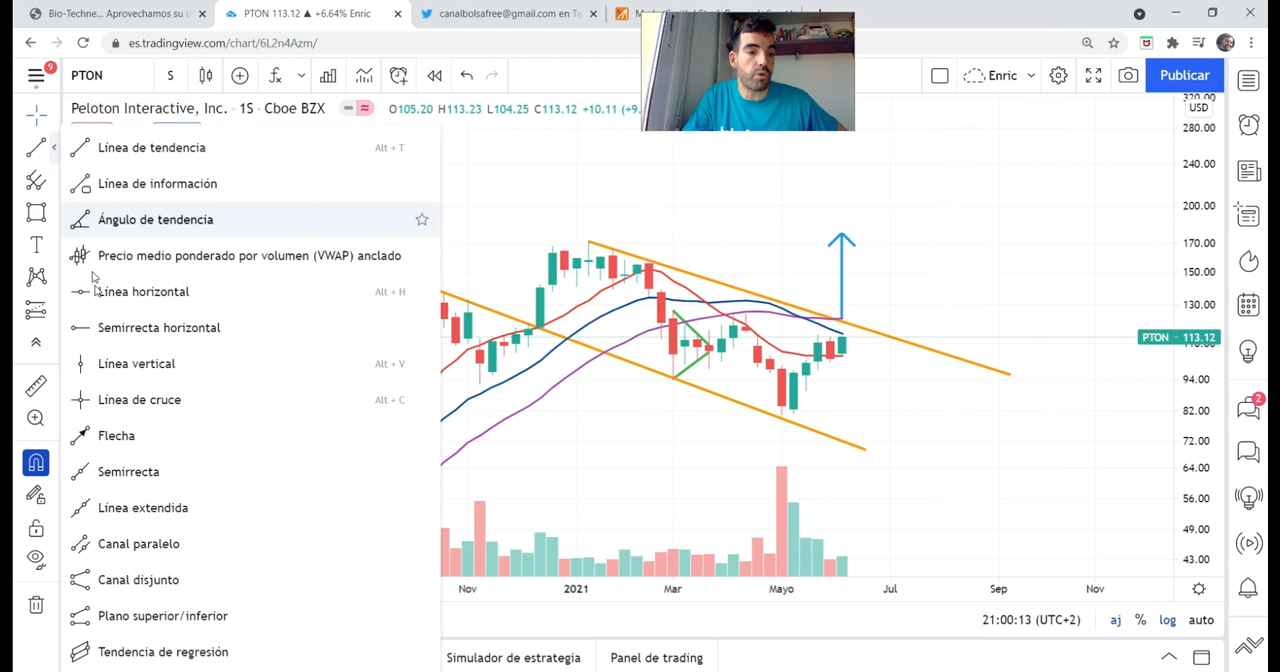 Bio-Techne... Aprovechamos su
PTON 113.12 ▲ +6.64% Enric
canalbolsafree@gmail.com en Tw
es.tradingview.com/chart/6L2n4Azm/
9
PTON
S
fx
Enric
Publicar
Peloton Interactive, Inc. · 1S · Cboe BZX
O105.20 H113.23 L104.25 C113.12 +10.11 (+9.
USD
Línea de tendencia Alt + T
Línea de información
Ángulo de tendencia
Precio medio ponderado por volumen (VWAP) anclado
Línea horizontal Alt + H
Semirrecta horizontal
Línea vertical Alt + V
Línea de cruce Alt + C
Flecha
Semirrecta
Línea extendida
Canal paralelo
Canal disjunto
Plano superior/inferior
Tendencia de regresión
320.00
280.00
240.00
200.00
170.00
150.00
130.00
PTON 113.12
94.00
82.00
72.00
64.00
56.00
49.00
43.00
2
Nov 2021 Mar Mayo Jul Sep Nov
21:00:13 (UTC+2) aj % log auto
Simulador de estrategia Panel de trading